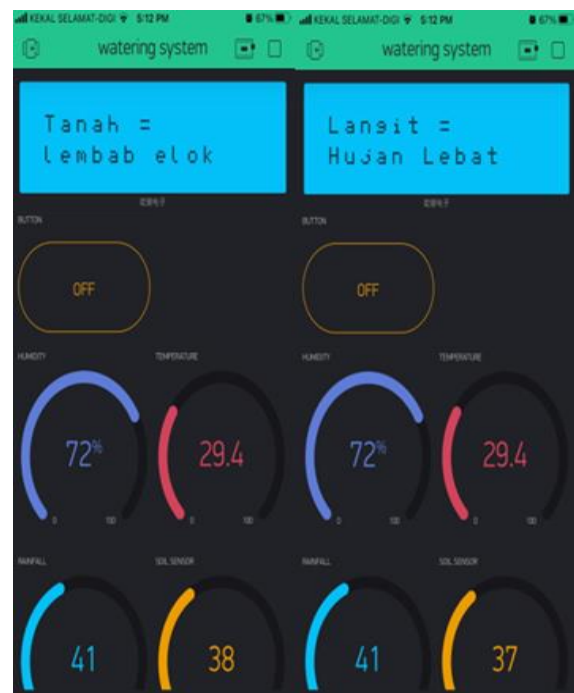 KEKAL SELAMAT-DIGI 5:12 PM 67%
watering system
Tanah =
lembab elok
BUTTON
OFF
HUMIDITY TEMPERATURE
72% 29.4
0 100 100
RAINFALL SOIL SENSOR
41 38
KEKAL SELAMAT-DIGI 5:12 PM 67%
watering system
Langit =
Hujan Lebat
BUTTON
OFF
HUMIDITY TEMPERATURE
72% 29.4
0 100 100
RAINFALL SOIL SENSOR
41 37